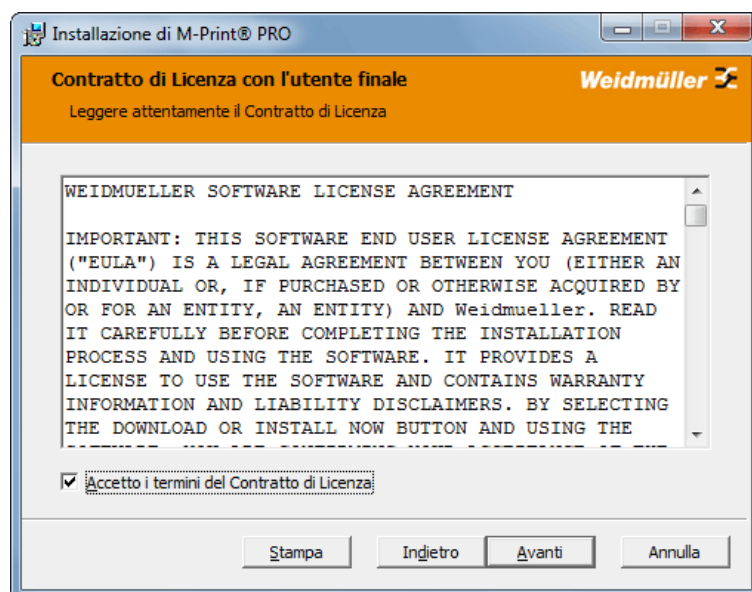 Installazione di M-Print® PRO
Contratto di Licenza con l'utente finale
Weidmüller
Leggere attentamente il Contratto di Licenza
WEIDMUELLER SOFTWARE LICENSE AGREEMENT
IMPORTANT: THIS SOFTWARE END USER LICENSE AGREEMENT
("EULA") IS A LEGAL AGREEMENT BETWEEN YOU (EITHER AN
INDIVIDUAL OR, IF PURCHASED OR OTHERWISE ACQUIRED BY
OR FOR AN ENTITY, AN ENTITY) AND Weidmueller. READ
IT CAREFULLY BEFORE COMPLETING THE INSTALLATION
PROCESS AND USING THE SOFTWARE. IT PROVIDES A
LICENSE TO USE THE SOFTWARE AND CONTAINS WARRANTY
INFORMATION AND LIABILITY DISCLAIMERS. BY SELECTING
THE DOWNLOAD OR INSTALL NOW BUTTON AND USING THE
Accetto i termini del Contratto di Licenza
Stampa
Indietro
Avanti
Annulla